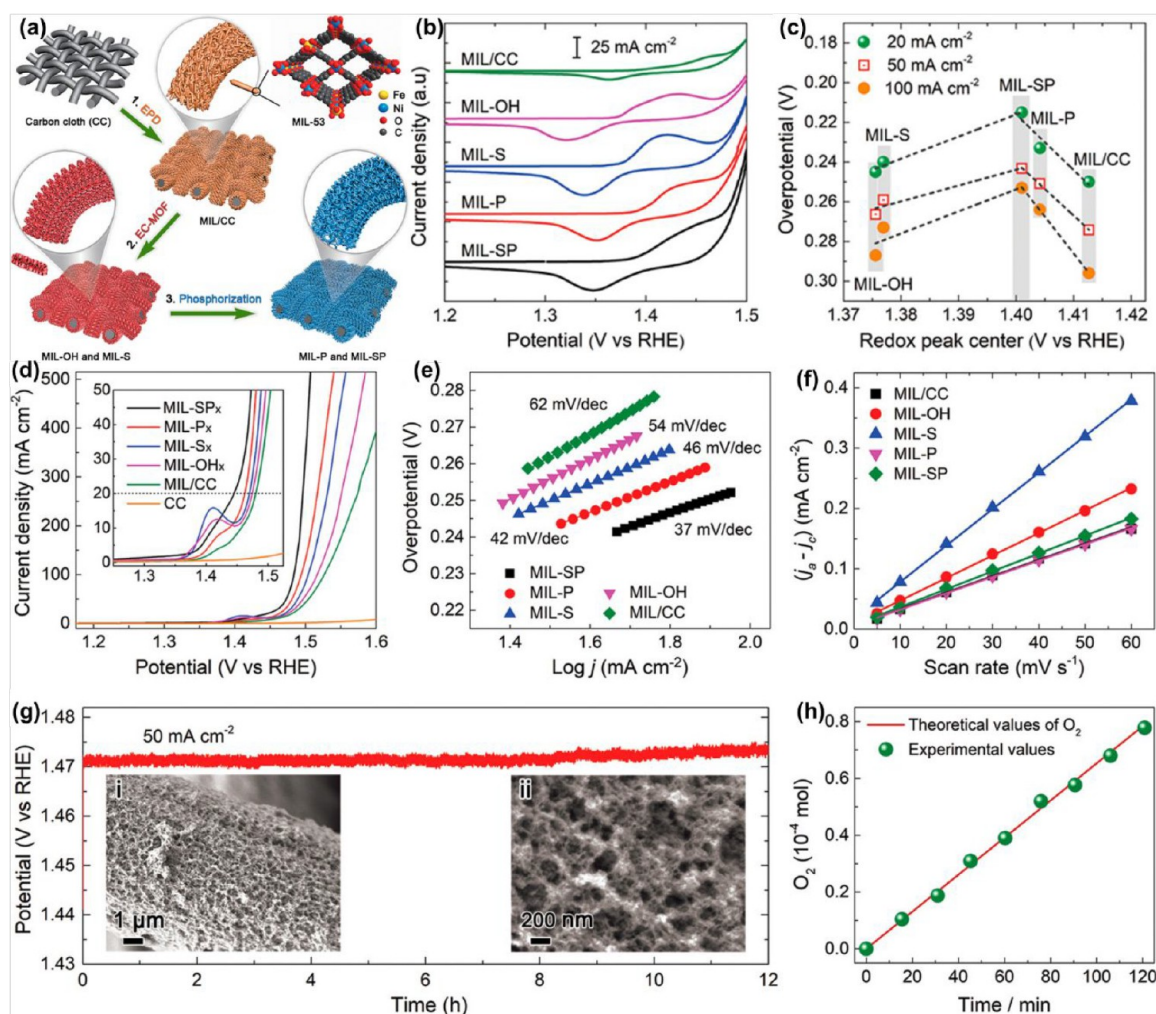 (a)
Carbon cloth (CC)
1. EPD
MIL-53
Fe
Ni
O
C
MIL/CC
2. EC-MOF
3. Phosphorization
MIL-OH and MIL-S
MIL-P and MIL-SP
(b)
25 mA cm⁻²
MIL/CC
MIL-OH
MIL-S
MIL-P
MIL-SP
Current density (a.u)
1.2 1.3 1.4 1.5
Potential (V vs RHE)
(c)
20 mA cm⁻²
50 mA cm⁻²
100 mA cm⁻²
MIL-SP
MIL-P
MIL-S
MIL/CC
MIL-OH
Overpotential (V)
0.18
0.20
0.22
0.24
0.26
0.28
0.30
1.37 1.38 1.39 1.40 1.41 1.42
Redox peak center (V vs RHE)
(d)
Current density (mA cm⁻²)
500
400
300
200
100
0
50
40
30
20
10
0
MIL-SPx
MIL-Px
MIL-Sx
MIL-OHx
MIL/CC
CC
1.3 1.4 1.5
1.2 1.3 1.4 1.5 1.6
Potential (V vs RHE)
(e)
Overpotential (V)
0.28
0.27
0.26
0.25
0.24
0.23
0.22
62 mV/dec
54 mV/dec
46 mV/dec
42 mV/dec
37 mV/dec
MIL-SP
MIL-P
MIL-S
MIL-OH
MIL/CC
1.4 1.6 1.8 2.0
Log j (mA cm⁻²)
(f)
MIL/CC
MIL-OH
MIL-S
MIL-P
MIL-SP
(jₐ - j꜀) (mA cm⁻²)
0.4
0.3
0.2
0.1
0.0
0 10 20 30 40 50 60
Scan rate (mV s⁻¹)
(g)
Potential (V vs RHE)
1.48
1.47
1.46
1.45
1.44
1.43
50 mA cm⁻²
i
1 µm
ii
200 nm
0 2 4 6 8 10 12
Time (h)
(h)
Theoretical values of O₂
Experimental values
O₂ (10⁻⁴ mol)
0.8
0.6
0.4
0.2
0.0
0 20 40 60 80 100 120
Time / min